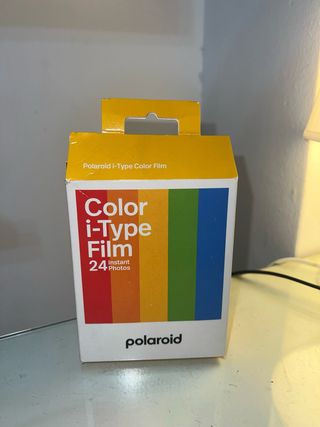 Polaroid i-Type Color Film
Color
i-Type
Film
24 Instant
Photos
polaroid